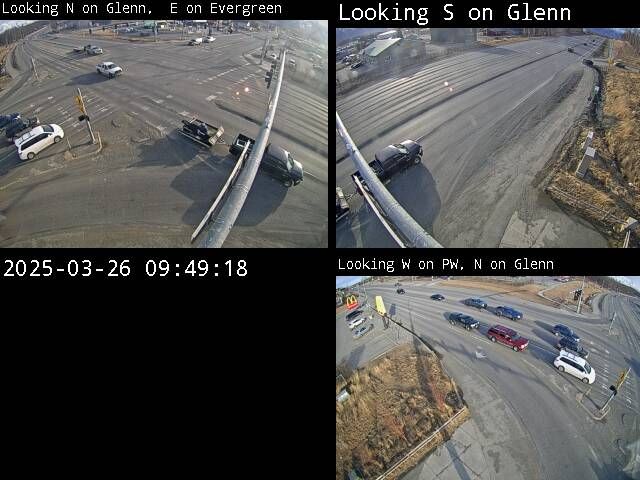 Looking N on Glenn,  E on Evergreen
Looking S on Glenn
2025-03-26 09:49:18
Looking W on PW, N on Glenn